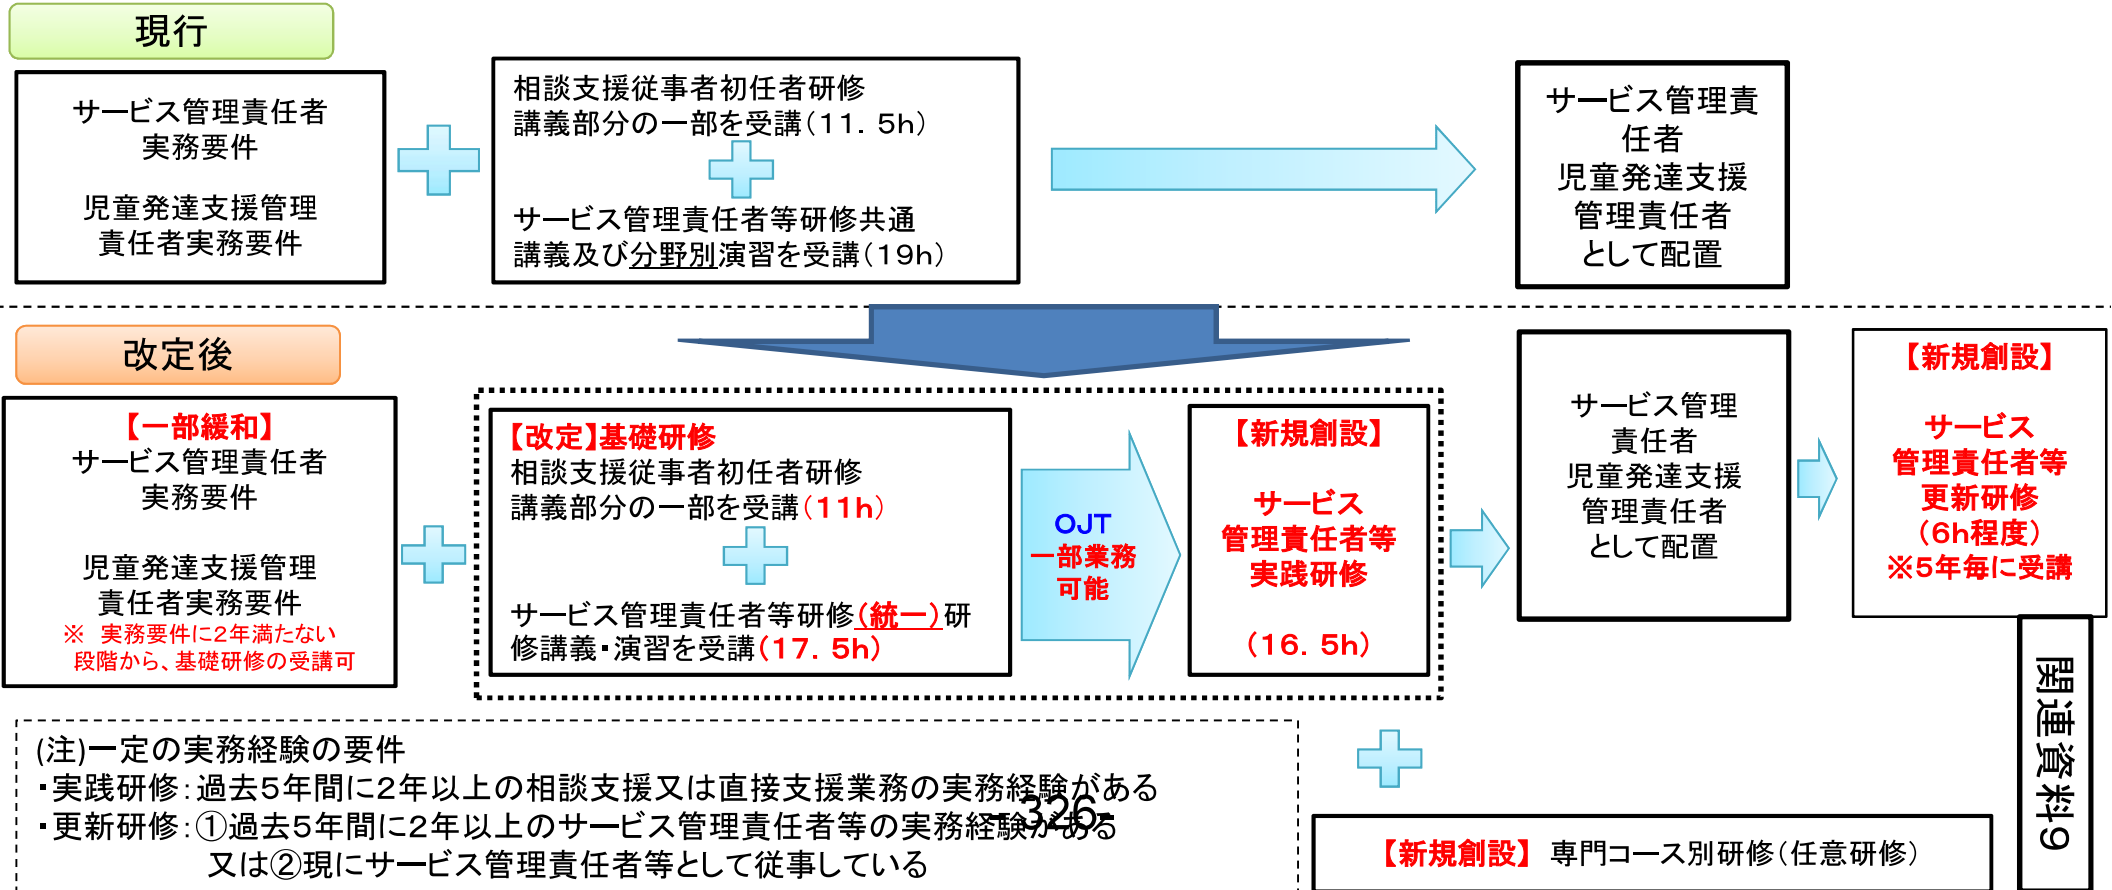 現行
サービス管理責任者
実務要件
児童発達支援管理
責任者実務要件
相談支援従事者初任者研修
講義部分の一部を受講(11.5h)
サービス管理責任者等研修共通
講義及び分野別演習を受講(19h)
サービス管理責
任者
児童発達支援
管理責任者
として配置
改定後
【一部緩和】
サービス管理責任者
実務要件
児童発達支援管理
責任者実務要件
※ 実務要件に2年満たない
段階から、基礎研修の受講可
【改定】基礎研修
相談支援従事者初任者研修
講義部分の一部を受講(11h)
サービス管理責任者等研修(統一)研
修講義・演習を受講(17.5h)
OJT
一部業務
可能
【新規創設】
サービス
管理責任者等
実践研修
(16.5h)
サービス管理
責任者
児童発達支援
管理責任者
として配置
【新規創設】
サービス
管理責任者等
更新研修
(6h程度)
※5年毎に受講
(注)一定の実務経験の要件
・実践研修:過去5年間に2年以上の相談支援又は直接支援業務の実務経験がある
・更新研修:①過去5年間に2年以上のサービス管理責任者等の実務経験がある
又は②現にサービス管理責任者等として従事している
-326-
【新規創設】 専門コース別研修(任意研修)
関連資料9